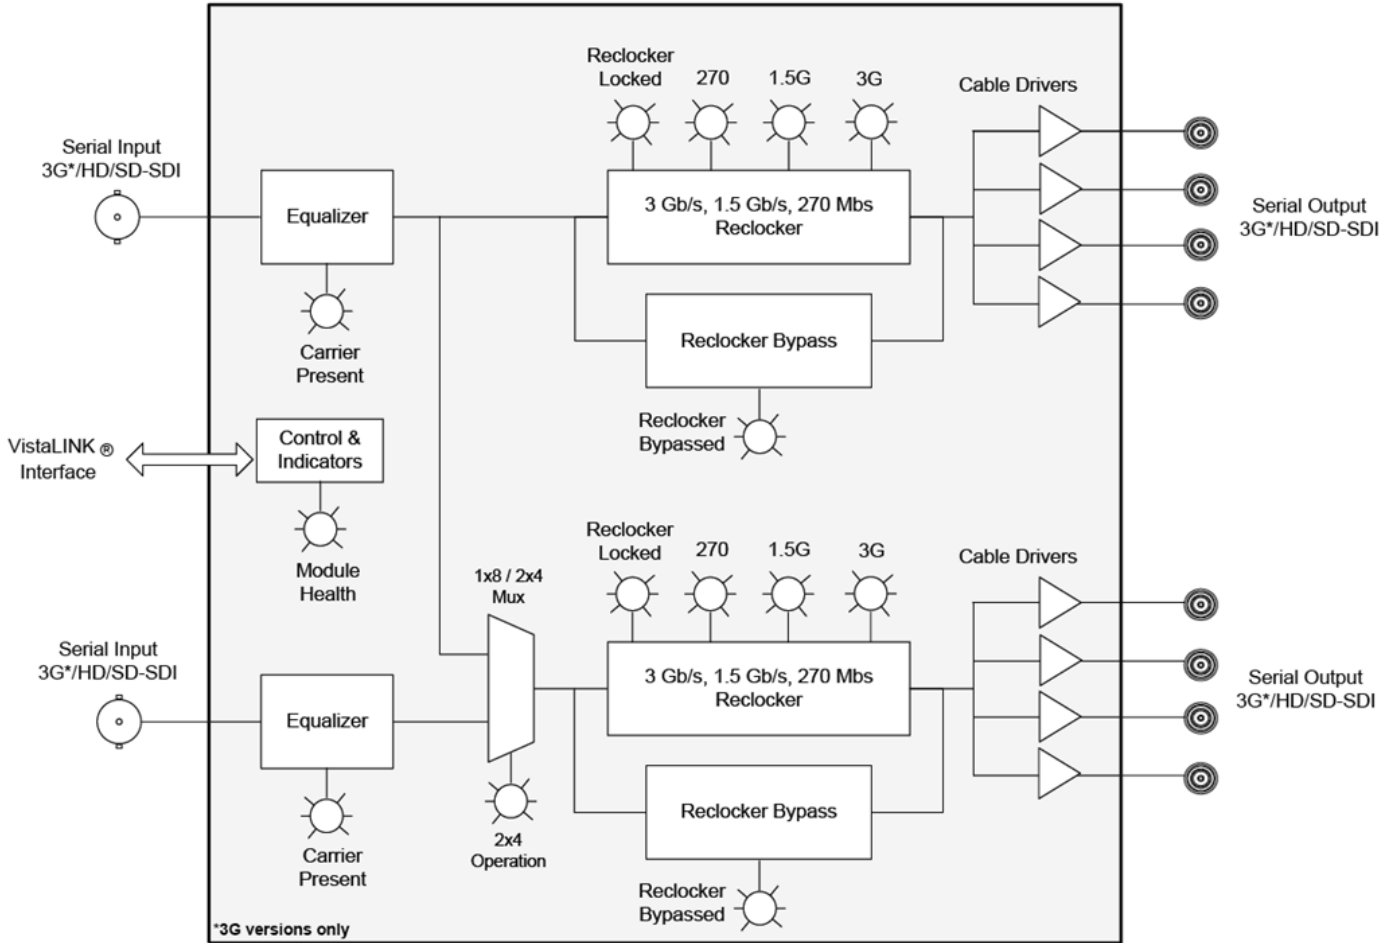 Reclocker
Locked
270
1.5G
3G
Cable Drivers
Serial Input
3G*/HD/SD-SDI
Equalizer
3 Gb/s, 1.5 Gb/s, 270 Mbs
Reclocker
Serial Output
3G*/HD/SD-SDI
Carrier
Present
Reclocker Bypass
Reclocker
Bypassed
VistaLINK ®
Interface
Control &
Indicators
Module
Health
Reclocker
Locked
270
1.5G
3G
Cable Drivers
1x8 / 2x4
Mux
Serial Input
3G*/HD/SD-SDI
Equalizer
3 Gb/s, 1.5 Gb/s, 270 Mbs
Reclocker
Serial Output
3G*/HD/SD-SDI
Reclocker Bypass
2x4
Operation
Carrier
Present
Reclocker
Bypassed
*3G versions only